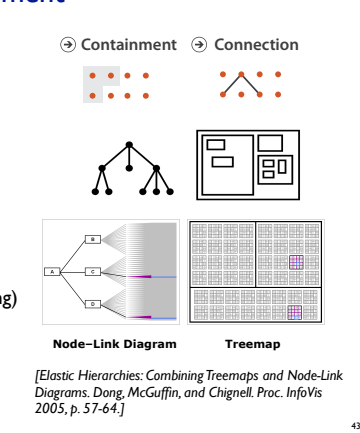 Containment Connection
A
B
C
D
ng)
Node–Link Diagram Treemap
[Elastic Hierarchies: Combining Treemaps and Node-Link
Diagrams. Dong, McGuffin, and Chignell. Proc. InfoVis
2005, p. 57-64.]
43